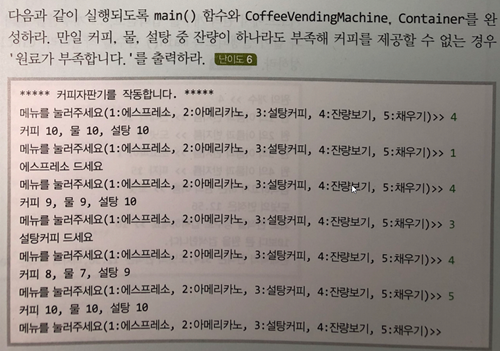 다음과 같이 실행되도록 main() 함수와 CoffeeVendingMachine, Container를 완
성하라. 만일 커피, 물, 설탕 중 잔량이 하나라도 부족해 커피를 제공할 수 없는 경우
'원료가 부족합니다.'를 출력하라. 난이도 6
***** 커피자판기를 작동합니다. *****
메뉴를 눌러주세요(1:에스프레소, 2:아메리카노, 3:설탕커피, 4:잔량보기, 5:채우기)>> 4
커피 10, 물 10, 설탕 10
메뉴를 눌러주세요(1:에스프레소, 2:아메리카노, 3:설탕커피, 4:잔량보기, 5:채우기)>> 1
에스프레소 드세요
메뉴를 눌러주세요(1:에스프레소, 2:아메리카노, 3:설탕커피, 4:잔량보기, 5:채우기)>> 4
커피 9, 물 9, 설탕 10
메뉴를 눌러주세요(1:에스프레소, 2:아메리카노, 3:설탕커피, 4:잔량보기, 5:채우기)>> 3
설탕커피 드세요
메뉴를 눌러주세요(1:에스프레소, 2:아메리카노, 3:설탕커피, 4:잔량보기, 5:채우기)>> 4
커피 8, 물 7, 설탕 9
메뉴를 눌러주세요(1:에스프레소, 2:아메리카노, 3:설탕커피, 4:잔량보기, 5:채우기)>> 5
커피 10, 물 10, 설탕 10
메뉴를 눌러주세요(1:에스프레소, 2:아메리카노, 3:설탕커피, 4:잔량보기, 5:채우기)>>